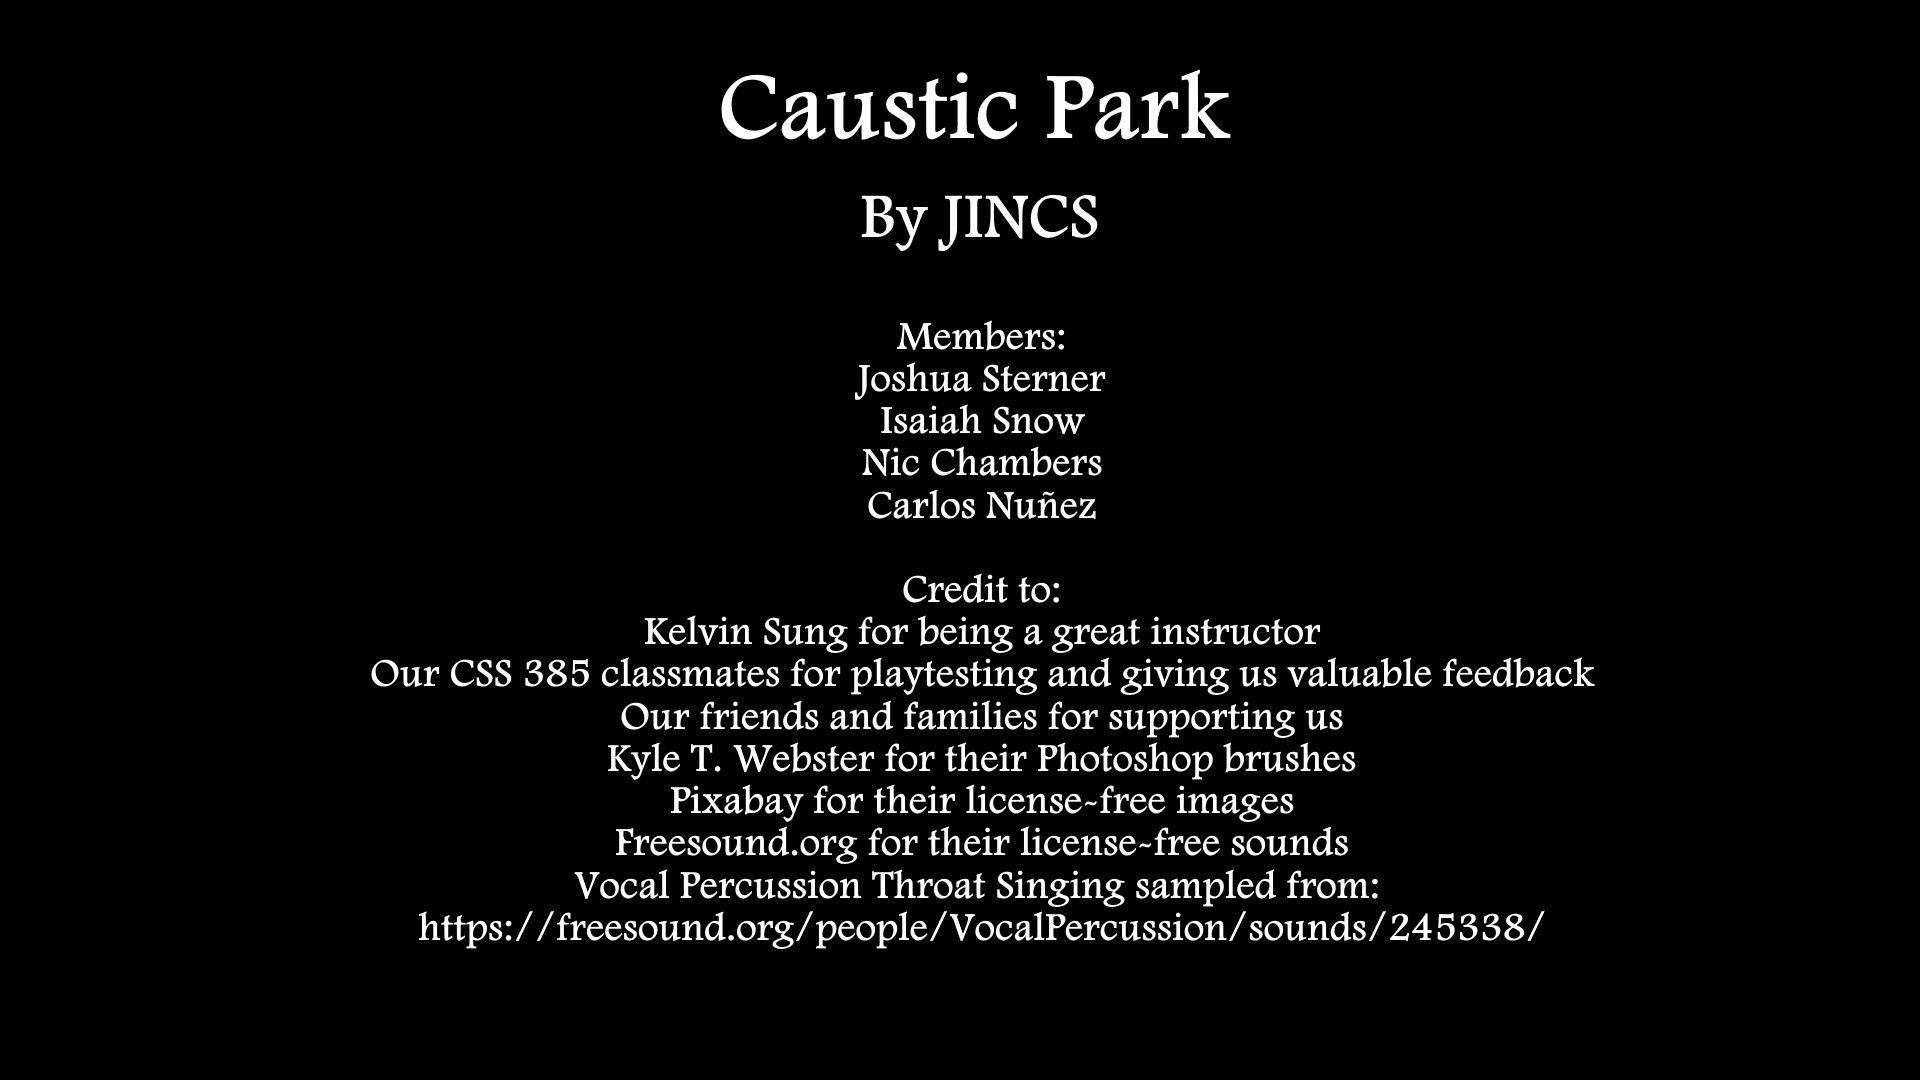 Caustic Park
By JINCS
Members:
Joshua Sterner
Isaiah Snow
Nic Chambers
Carlos Nuñez
Credit to:
Kelvin Sung for being a great instructor
Our CSS 385 classmates for playtesting and giving us valuable feedback
Our friends and families for supporting us
Kyle T. Webster for their Photoshop brushes
Pixabay for their license-free images
Freesound.org for their license-free sounds
Vocal Percussion Throat Singing sampled from:
https://freesound.org/people/VocalPercussion/sounds/245338/